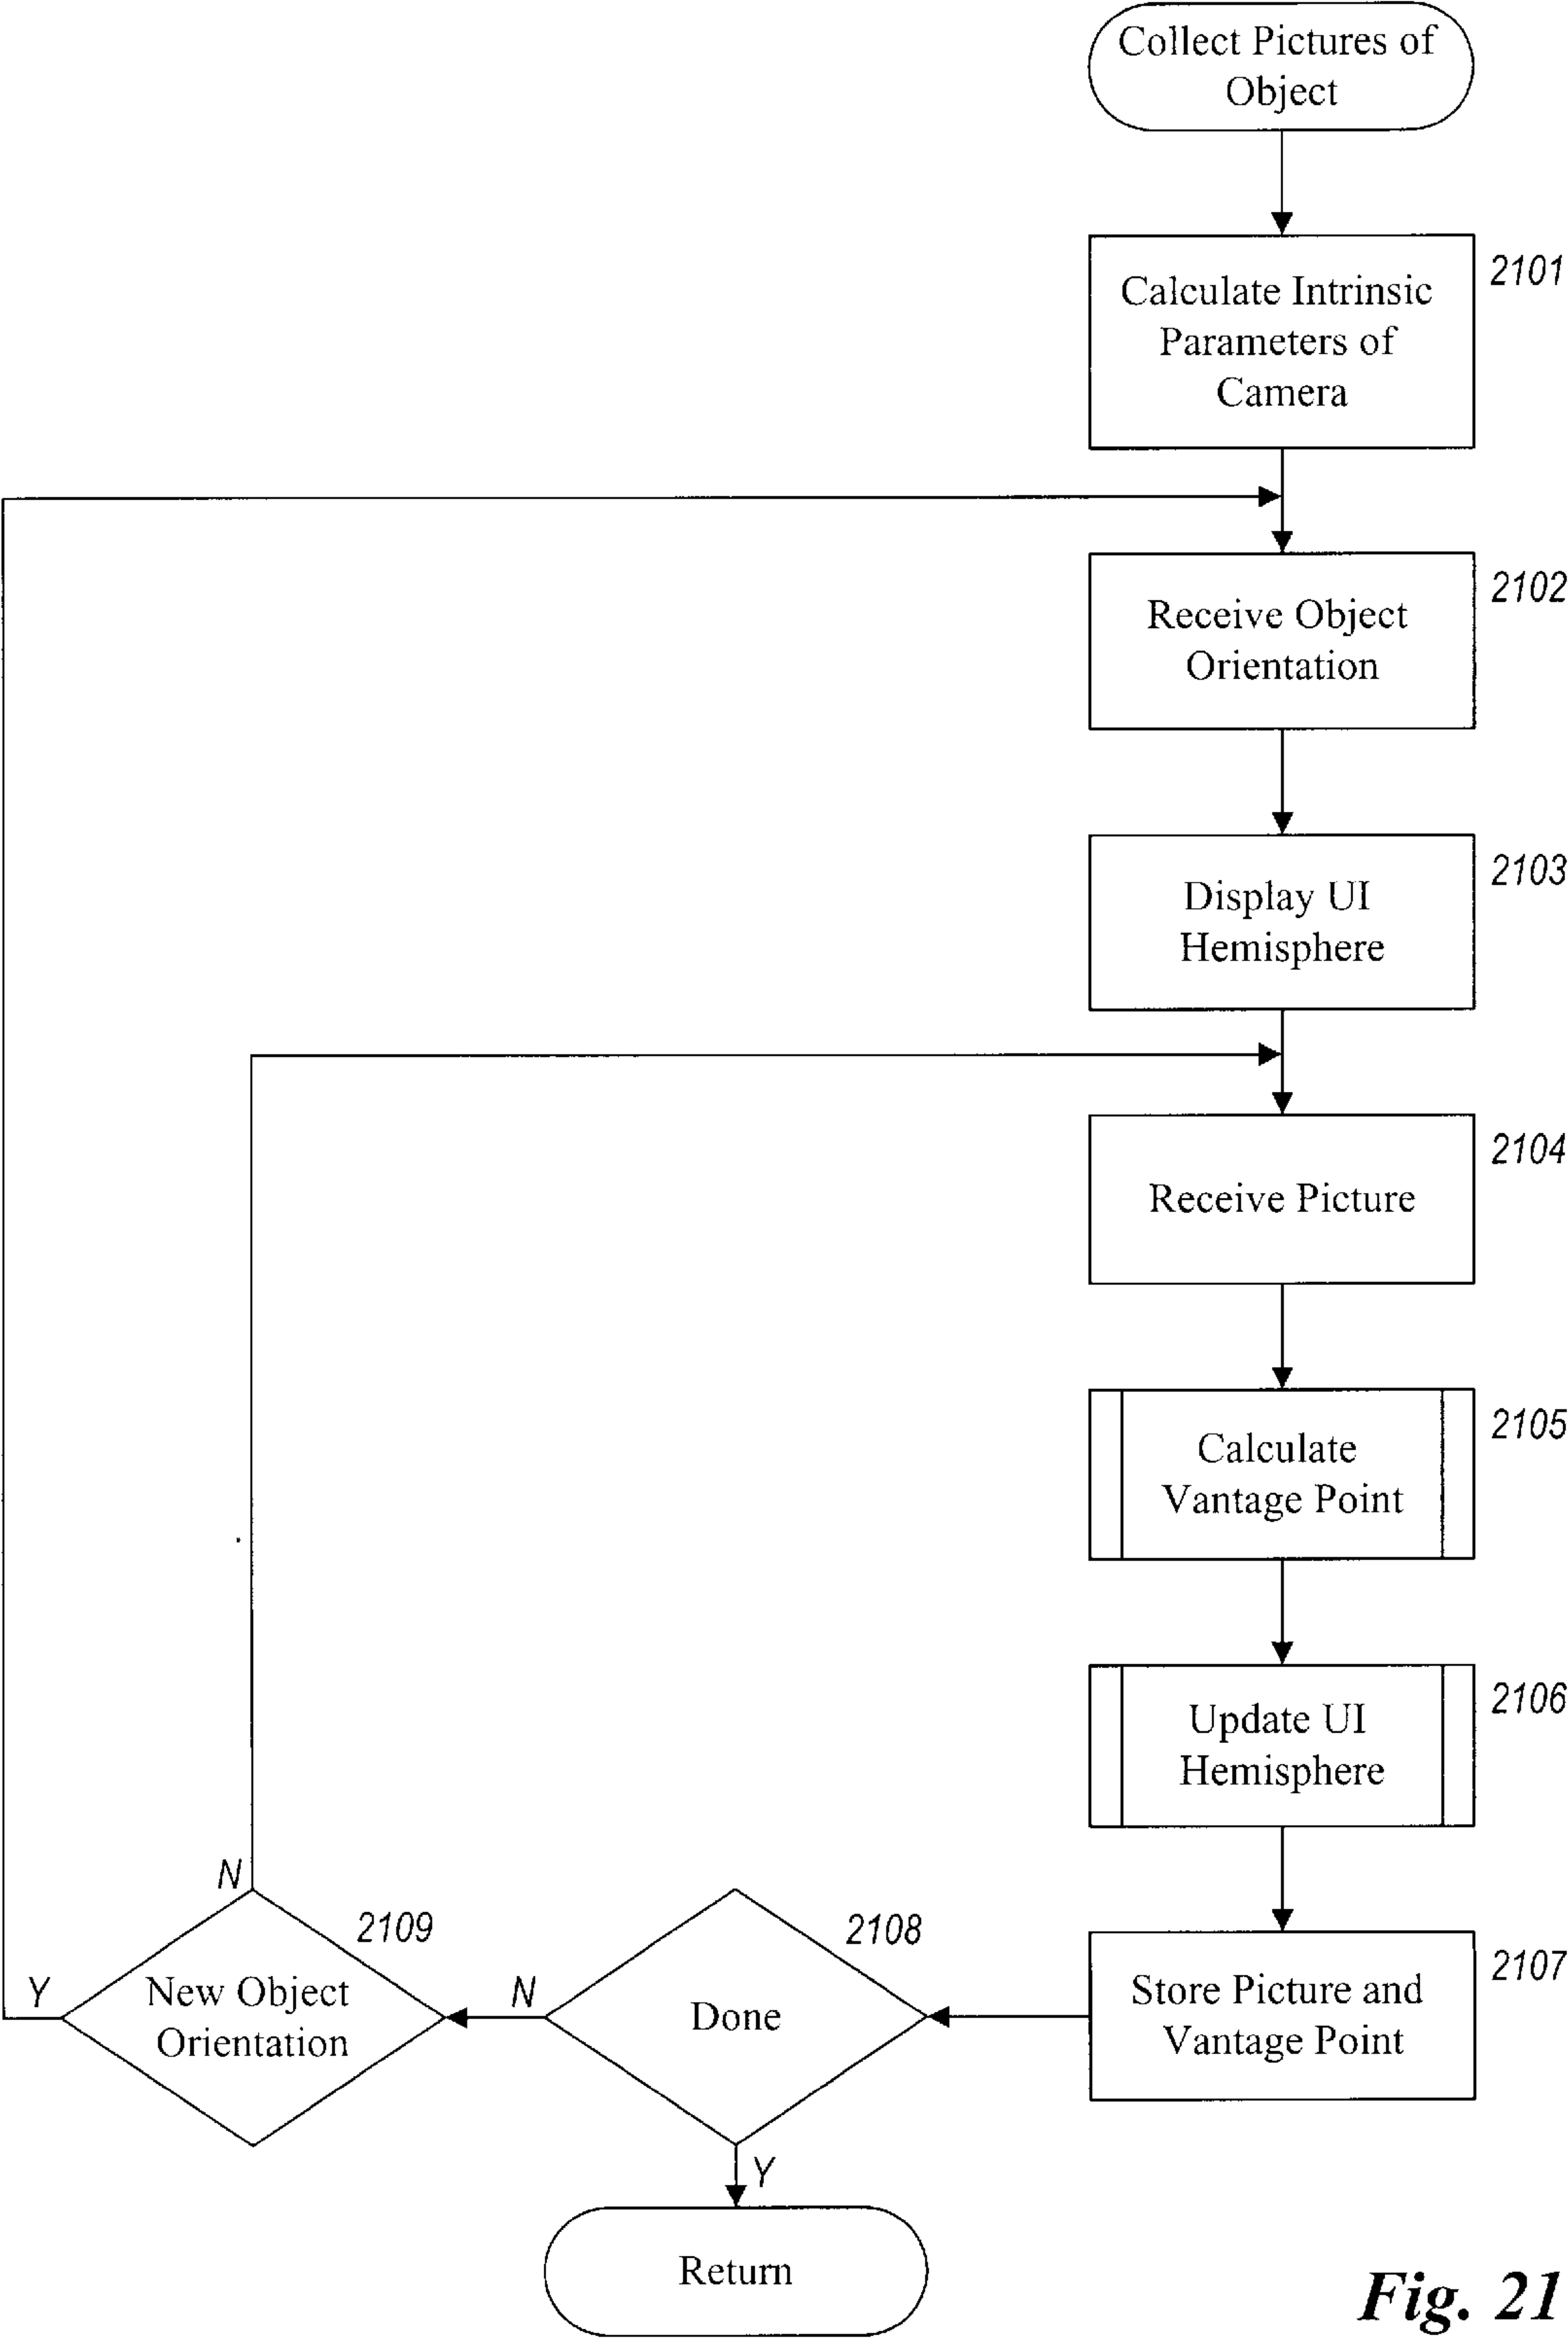 Collect Pictures of
Object
2101
Calculate Intrinsic
Parameters of
Camera
2102
Receive Object
Orientation
2103
Display UI
Hemisphere
2104
Receive Picture
2105
Calculate
Vantage Point
2106
Update UI
Hemisphere
2107
Store Picture and
Vantage Point
2108
Done
N
Y
2109
New Object
Orientation
N
Y
Return
Fig. 21